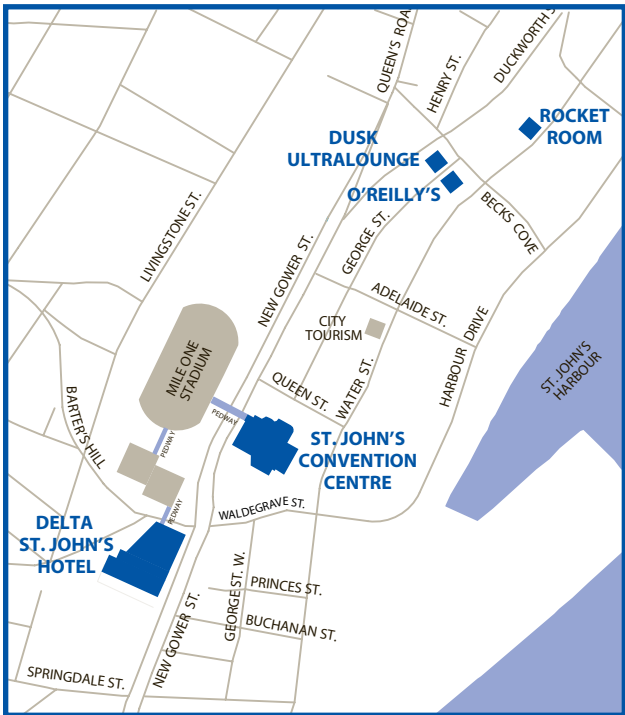 QUEEN'S ROA
HENRY ST.
DUCKWORTH S
ROCKET
ROOM
DUSK
ULTRALOUNGE
O'REILLY'S
BECKS COVE
LIVINGSTONE ST.
NEW GOWER ST.
GEORGE ST.
ADELAIDE ST.
HARBOUR DRIVE
ST. JOHN'S
HARBOUR
CITY
TOURISM
MILE ONE
STADIUM
QUEEN ST.
WATER ST.
PEDWAY
BARTER'S HILL
PEDWAY
ST. JOHN'S
CONVENTION
CENTRE
PEDWAY
WALDEGRAVE ST.
DELTA
ST. JOHN'S
HOTEL
GEORGE ST. W.
PRINCES ST.
BUCHANAN ST.
NEW GOWER ST.
SPRINGDALE ST.